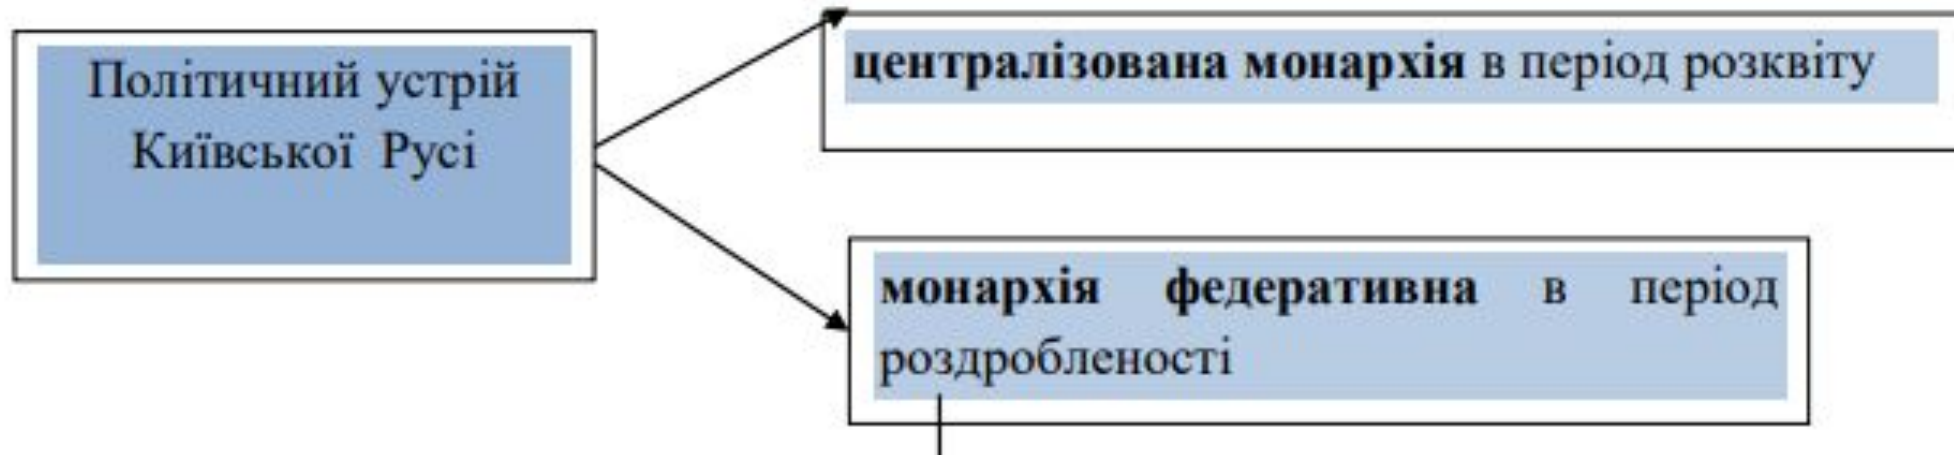 Політичний устрій
Київської Русі
централізована монархія в період розквіту
монархія федеративна в період
роздробленості